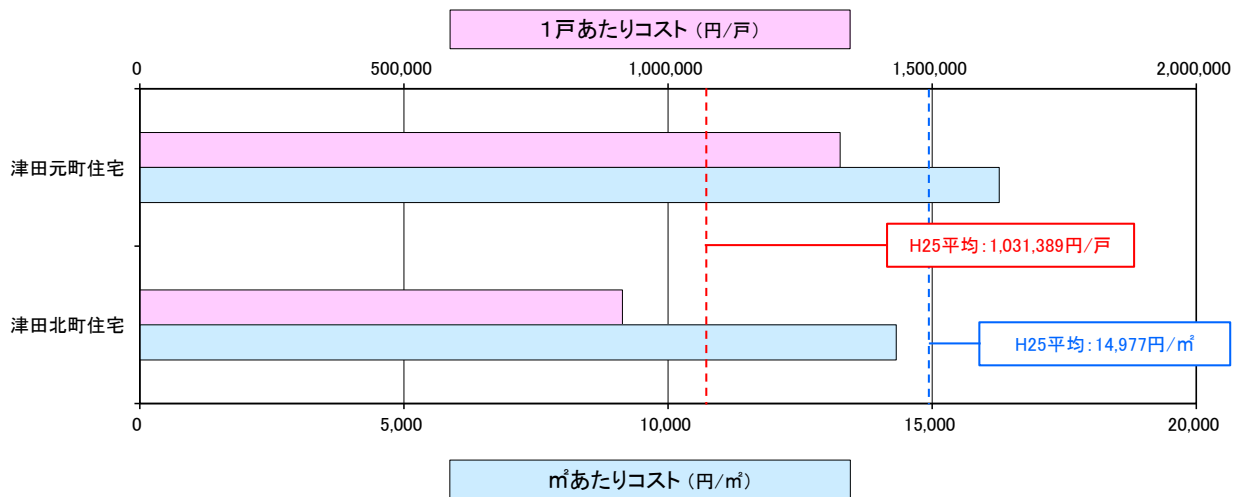 1戸あたりコスト（円/戸）
0 500,000 1,000,000 1,500,000 2,000,000
津田元町住宅
H25平均：1,031,389円/戸
津田北町住宅
H25平均：14,977円/㎡
0 5,000 10,000 15,000 20,000
㎡あたりコスト（円/㎡）